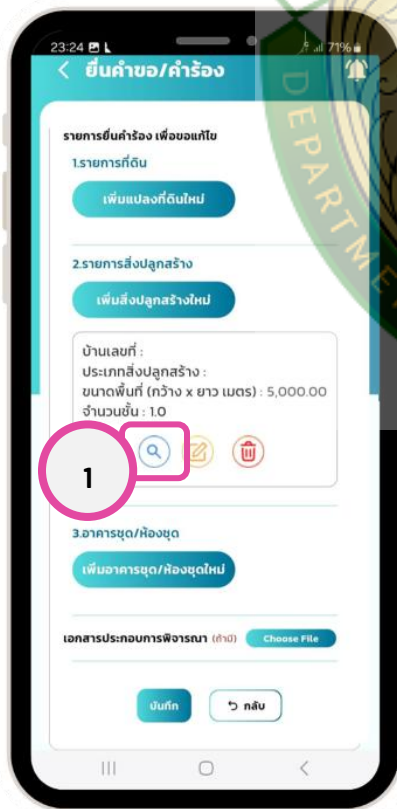 23:24
71%
ยื่นคำขอ/คำร้อง
DEPARTME
รายการยื่นคำร้อง เพื่อขอแก้ไข
1.รายการที่ดิน
เพิ่มแปลงที่ดินใหม่
2.รายการสิ่งปลูกสร้าง
เพิ่มสิ่งปลูกสร้างใหม่
บ้านเลขที่ :
ประเภทสิ่งปลูกสร้าง :
ขนาดพื้นที่ (กว้าง x ยาว เมตร) : 5,000.00
จำนวนชั้น : 1.0
1
3.อาคารชุด/ห้องชุด
เพิ่มอาคารชุด/ห้องชุดใหม่
เอกสารประกอบการพิจารณา (ถ้ามี) Choose File
บันทึก กลับ